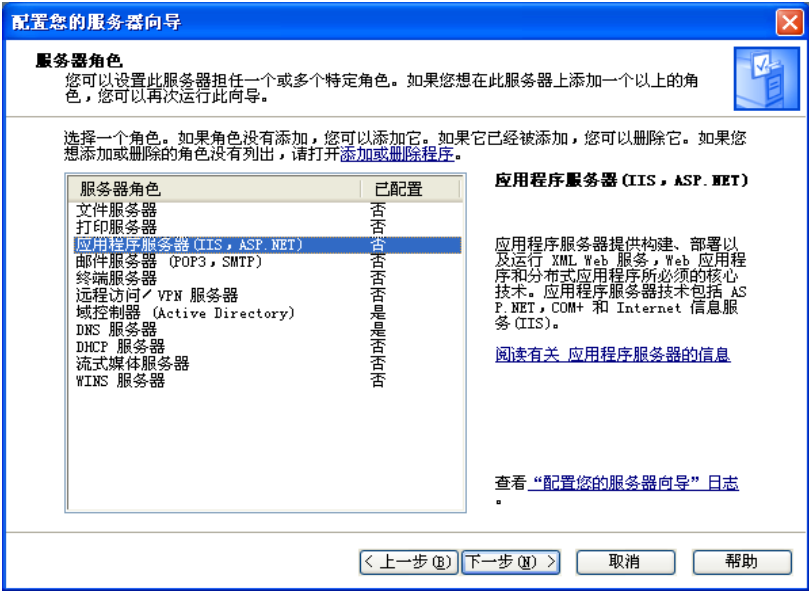 配置您的服务器向导
服务器角色
您可以设置此服务器担任一个或多个特定角色。如果您想在此服务器上添加一个以上的角
色，您可以再次运行此向导。
选择一个角色。如果角色没有添加，您可以添加它。如果它已经被添加，您可以删除它。如果您
想添加或删除的角色没有列出，请打开添加或删除程序。
服务器角色 已配置
文件服务器 否
打印服务器 否
应用程序服务器(IIS，ASP.NET) 否
邮件服务器 (POP3，SMTP) 否
终端服务器 否
远程访问/VPN 服务器 否
域控制器 (Active Directory) 是
DNS 服务器 是
DHCP 服务器 否
流式媒体服务器 否
WINS 服务器 否
应用程序服务器(IIS，ASP.NET)
应用程序服务器提供构建、部署以
及运行 XML Web 服务，Web 应用程
序和分布式应用程序所必须的核心
技术。应用程序服务器技术包括 AS
P.NET，COM+ 和 Internet 信息服
务(IIS)。
阅读有关 应用程序服务器的信息
查看“配置您的服务器向导”日志
。
< 上一步(B) 下一步(N) > 取消 帮助